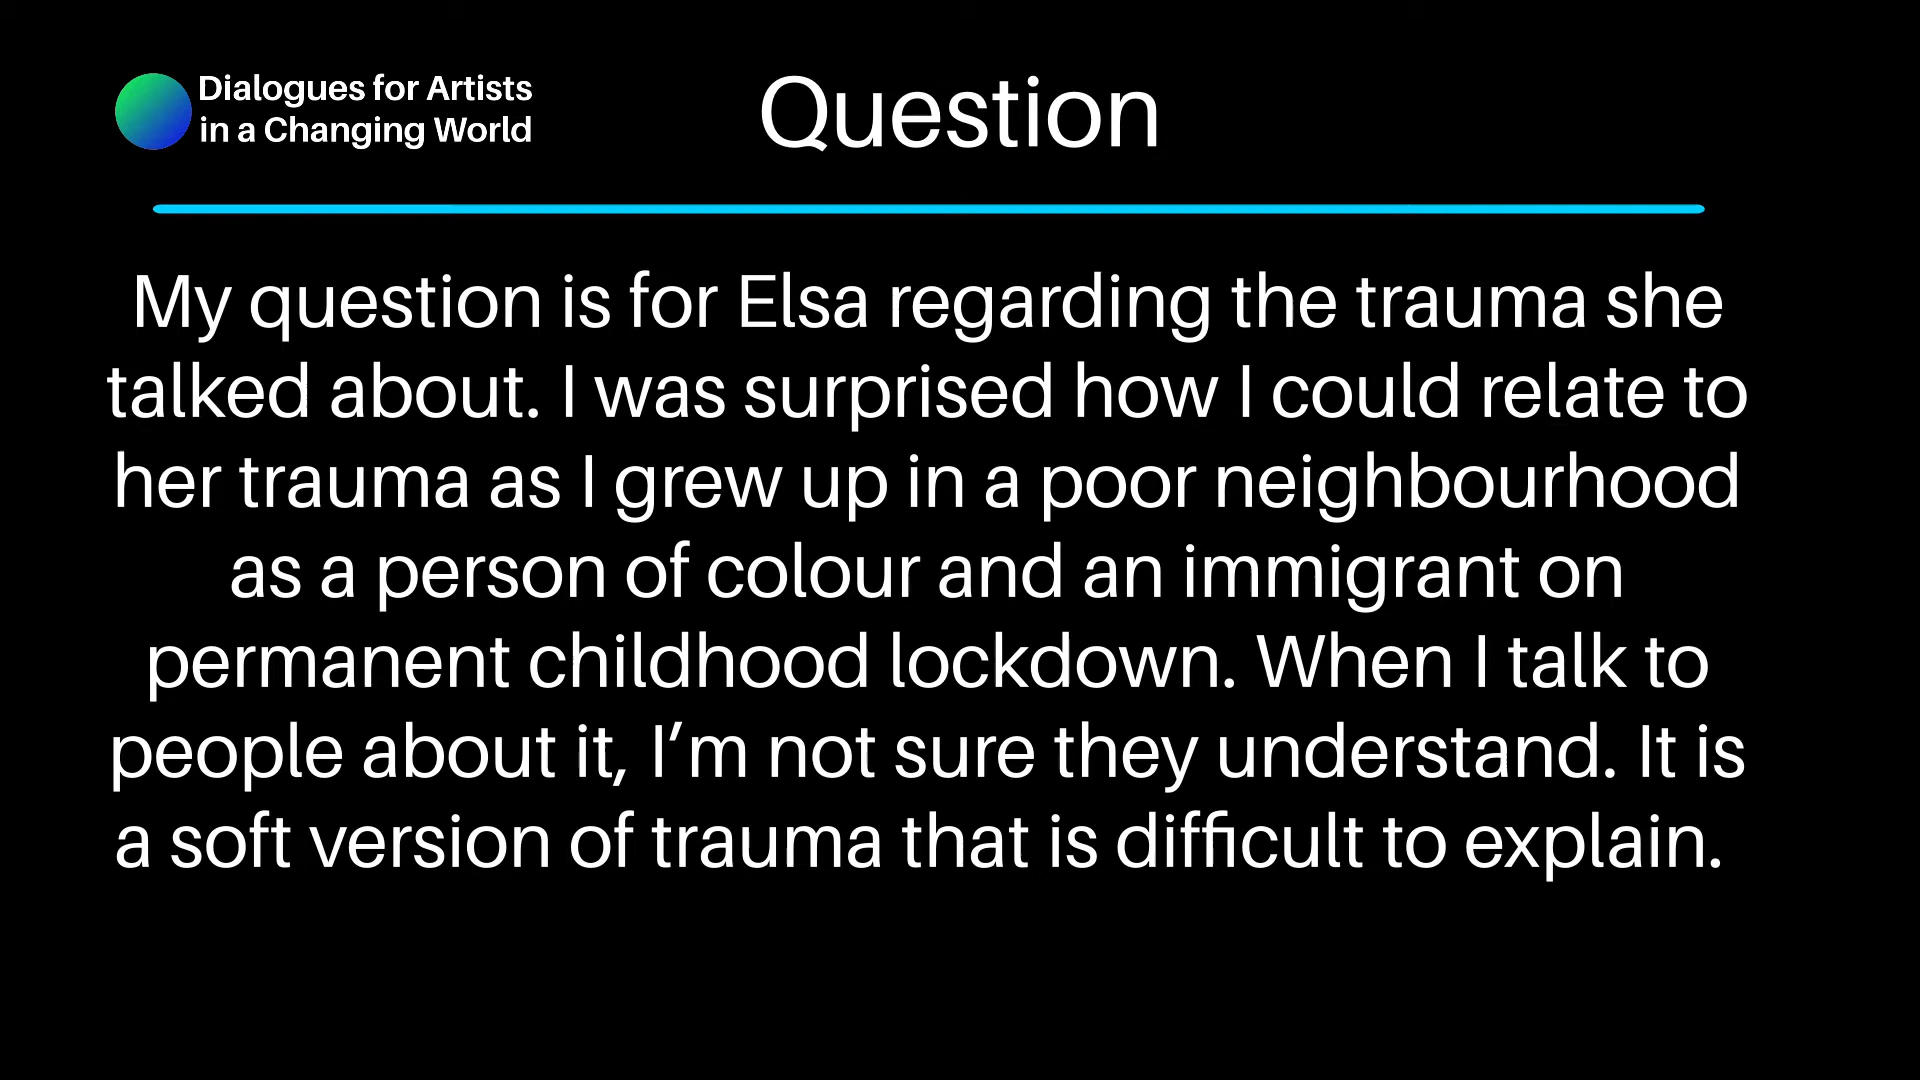 Dialogues for Artists
in a Changing World
Question
My question is for Elsa regarding the trauma she
talked about. I was surprised how I could relate to
her trauma as I grew up in a poor neighbourhood
as a person of colour and an immigrant on
permanent childhood lockdown. When I talk to
people about it, I’m not sure they understand. It is
a soft version of trauma that is difficult to explain.